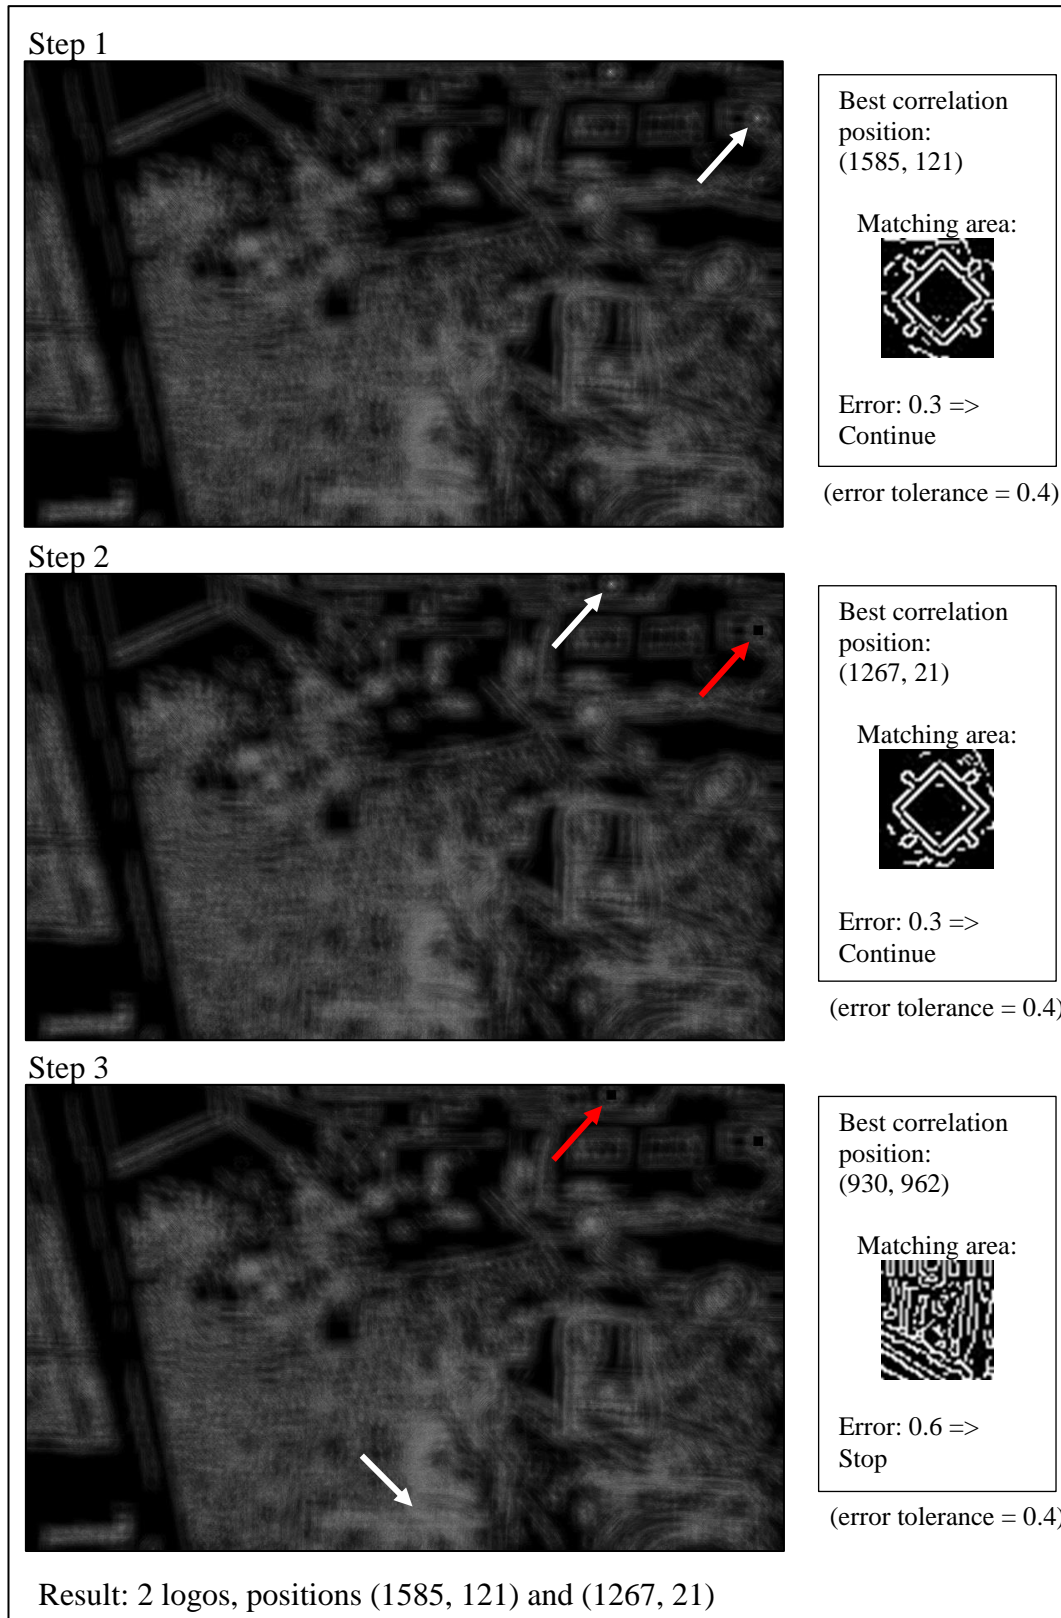 Step 1
Best correlation
position:
(1585, 121)
Matching area:
Error: 0.3 =>
Continue
(error tolerance = 0.4)
Step 2
Best correlation
position:
(1267, 21)
Matching area:
Error: 0.3 =>
Continue
(error tolerance = 0.4)
Step 3
Best correlation
position:
(930, 962)
Matching area:
Error: 0.6 =>
Stop
(error tolerance = 0.4)
Result: 2 logos, positions (1585, 121) and (1267, 21)